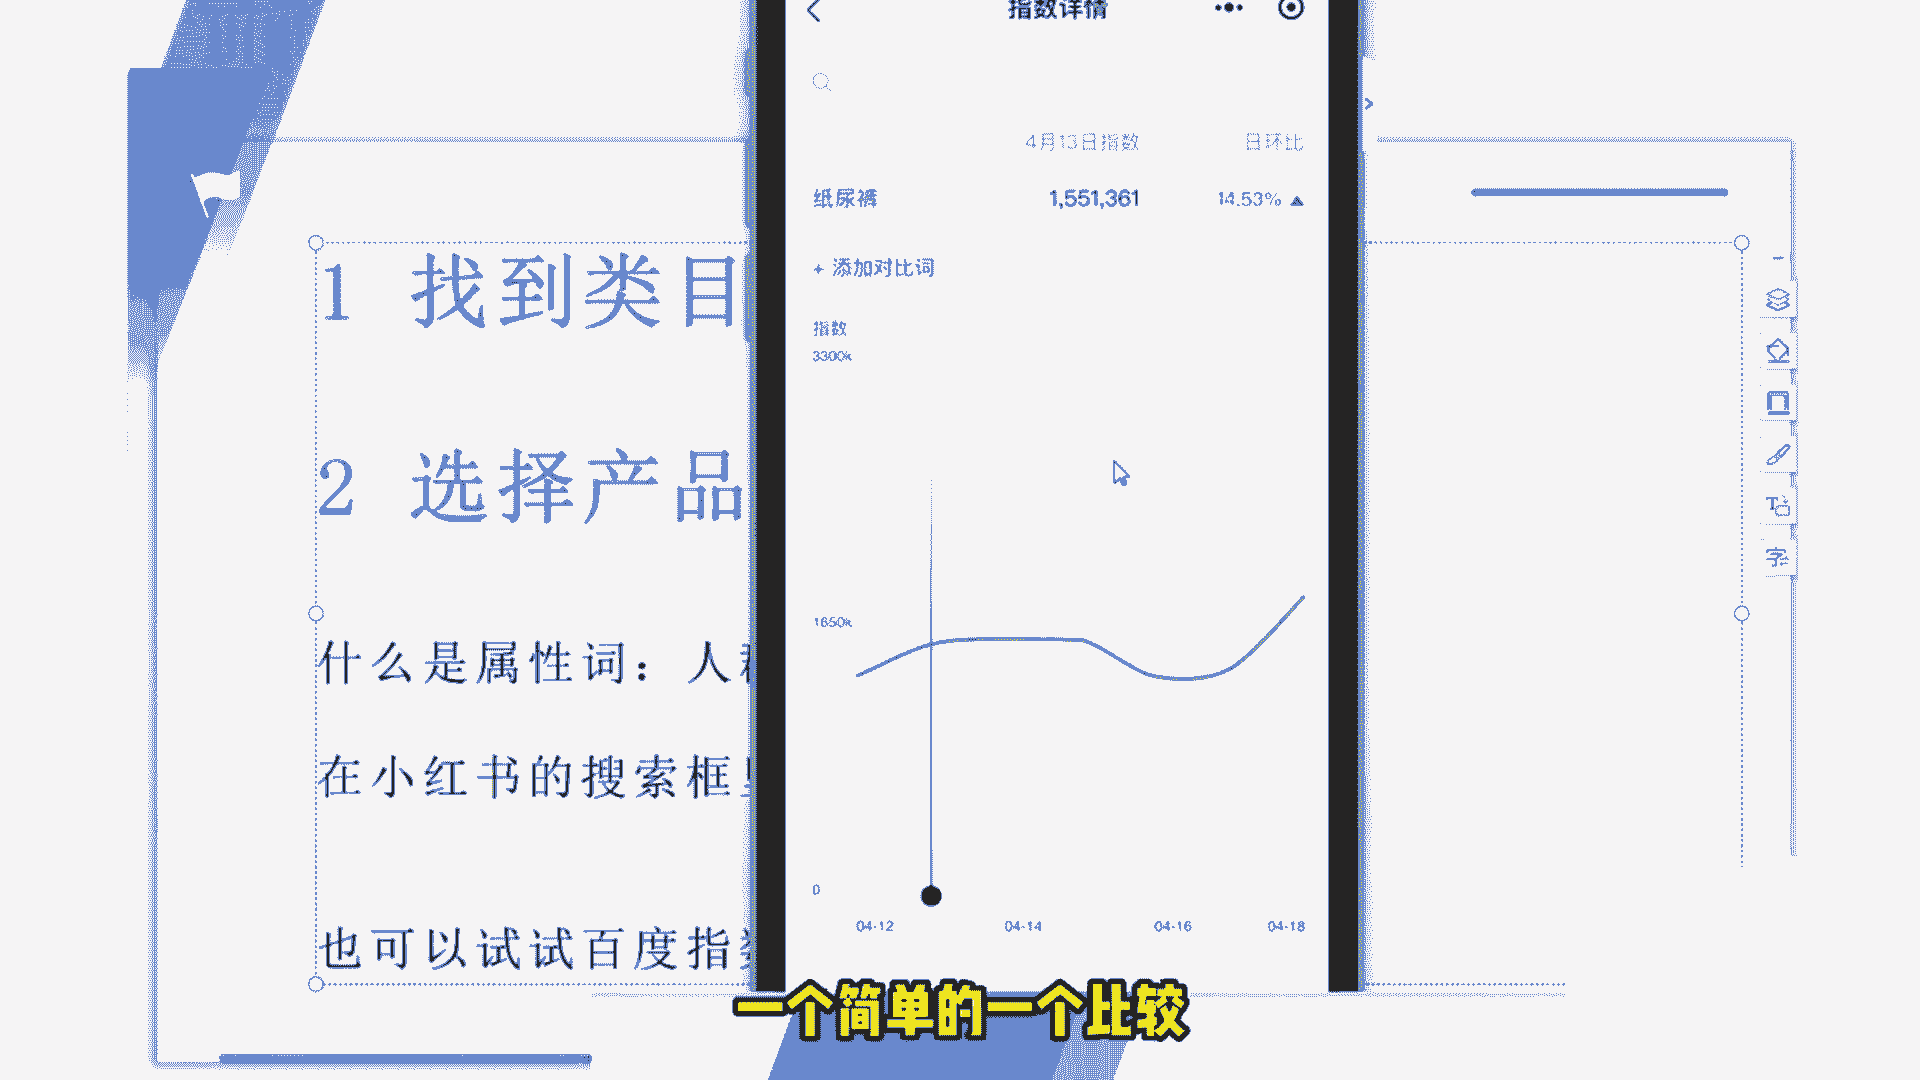 指数详情
4月13日指数 日环比
纸尿裤 1,551,361 14.53%
+ 添加对比词
指数
3300k
1650k
0
04-12 04-14 04-16 04-18
1 找到类目
2 选择产品
什么是属性词：人
在小红书的搜索框
也可以试试百度指
字
一个简单的一个比较